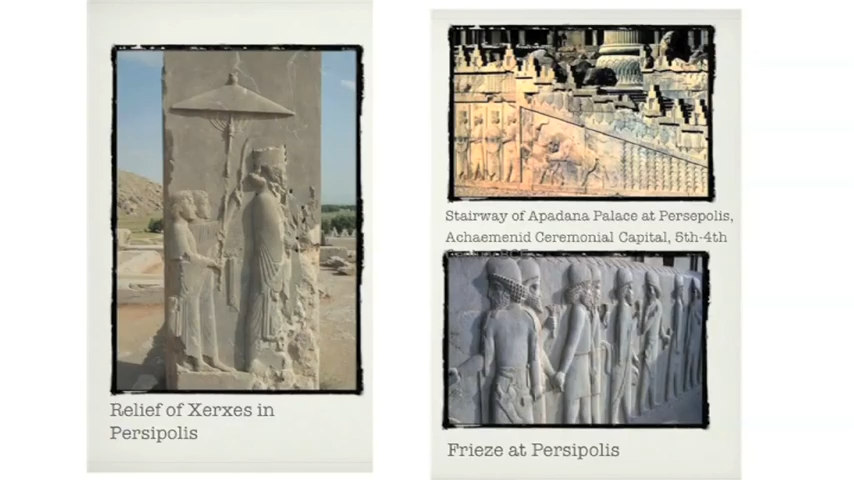 Relief of Xerxes in
Persipolis
Stairway of Apadana Palace at Persepolis,
Achaemenid Ceremonial Capital, 5th-4th
Frieze at Persipolis